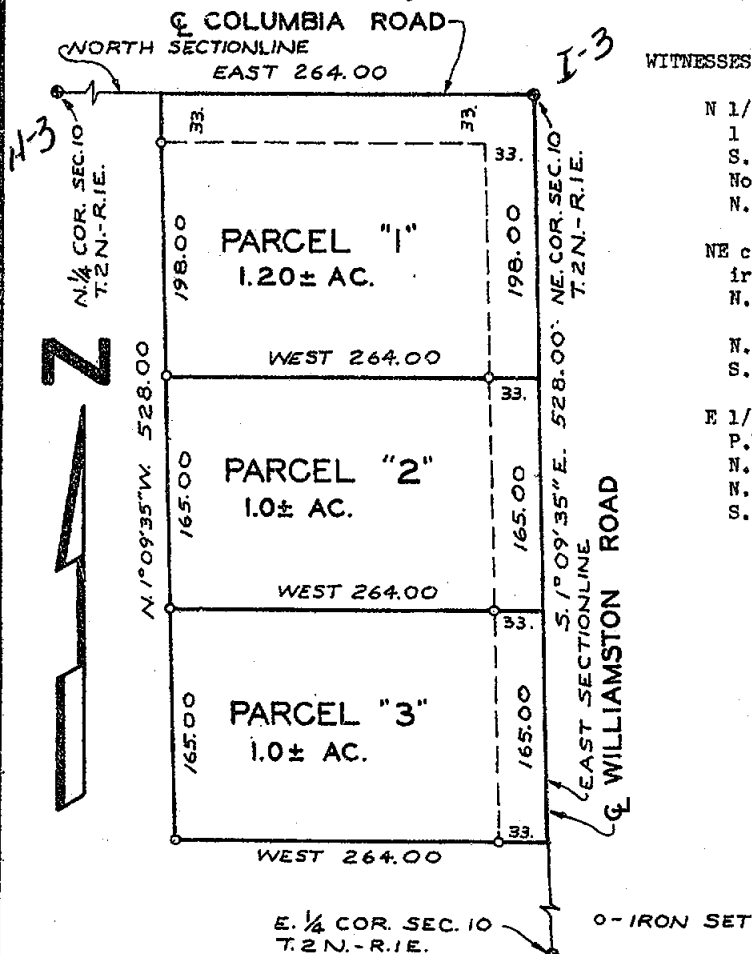 ℄ COLUMBIA ROAD
NORTH SECTIONLINE
EAST 264.00
I-3
H-3
N. 1/4 COR. SEC. 10
T. 2 N.-R. 1 E.
33.
33.
33.
NE. COR. SEC. 10
T. 2 N.-R. 1 E.
PARCEL "1"
1.20± AC.
198.00
198.00
WEST 264.00
33.
N
N. 1° 09' 35" W. 528.00
S. 1° 09' 35" E. 528.00
PARCEL "2"
1.0± AC.
165.00
165.00
WEST 264.00
33.
PARCEL "3"
1.0± AC.
165.00
165.00
33.
WEST 264.00
EAST SECTIONLINE
℄ WILLIAMSTON ROAD
E. 1/4 COR. SEC. 10
T. 2 N.-R. 1 E.
O-IRON SET
WITNESSES
N 1/
1
S.
No
N.
NE c
ir
N.
N.
S.
E 1/
P.
N.
N.
S.